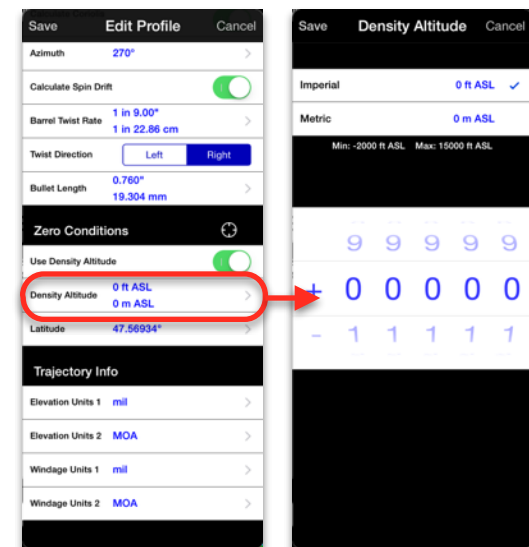 Save Edit Profile Cancel
Azimuth 270°
Calculate Spin Drift
Barrel Twist Rate 1 in 9.00"
1 in 22.86 cm
Twist Direction Left Right
Bullet Length 0.760"
19.304 mm
Zero Conditions
Use Density Altitude
Density Altitude 0 ft ASL
0 m ASL
Latitude 47.56934°
Trajectory Info
Elevation Units 1 mil
Elevation Units 2 MOA
Windage Units 1 mil
Windage Units 2 MOA
Save Density Altitude Cancel
Imperial 0 ft ASL ✓
Metric 0 m ASL
Min: -2000 ft ASL Max: 15000 ft ASL
9 9 9 9 9
+ 0 0 0 0 0
- 1 1 1 1 1